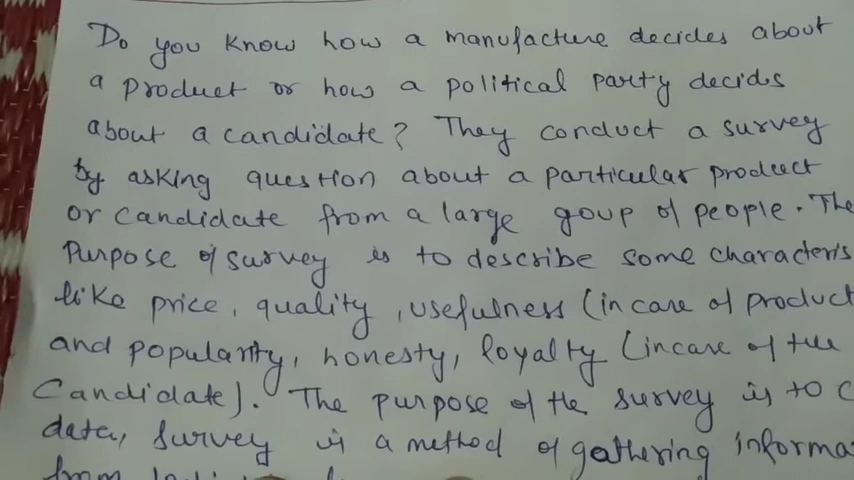 Do you know how a manufacture decides about
a product or how a political party decides
about a candidate? They conduct a survey
by asking question about a particular product
or candidate from a large goup of people. The
Purpose of survey is to describe some characteris
like price, quality, usefulness (in case of product
and popularity, honesty, loyalty (in case of the
Candidate). The purpose of the survey is to c
data, survey is a method of gathering informa
from